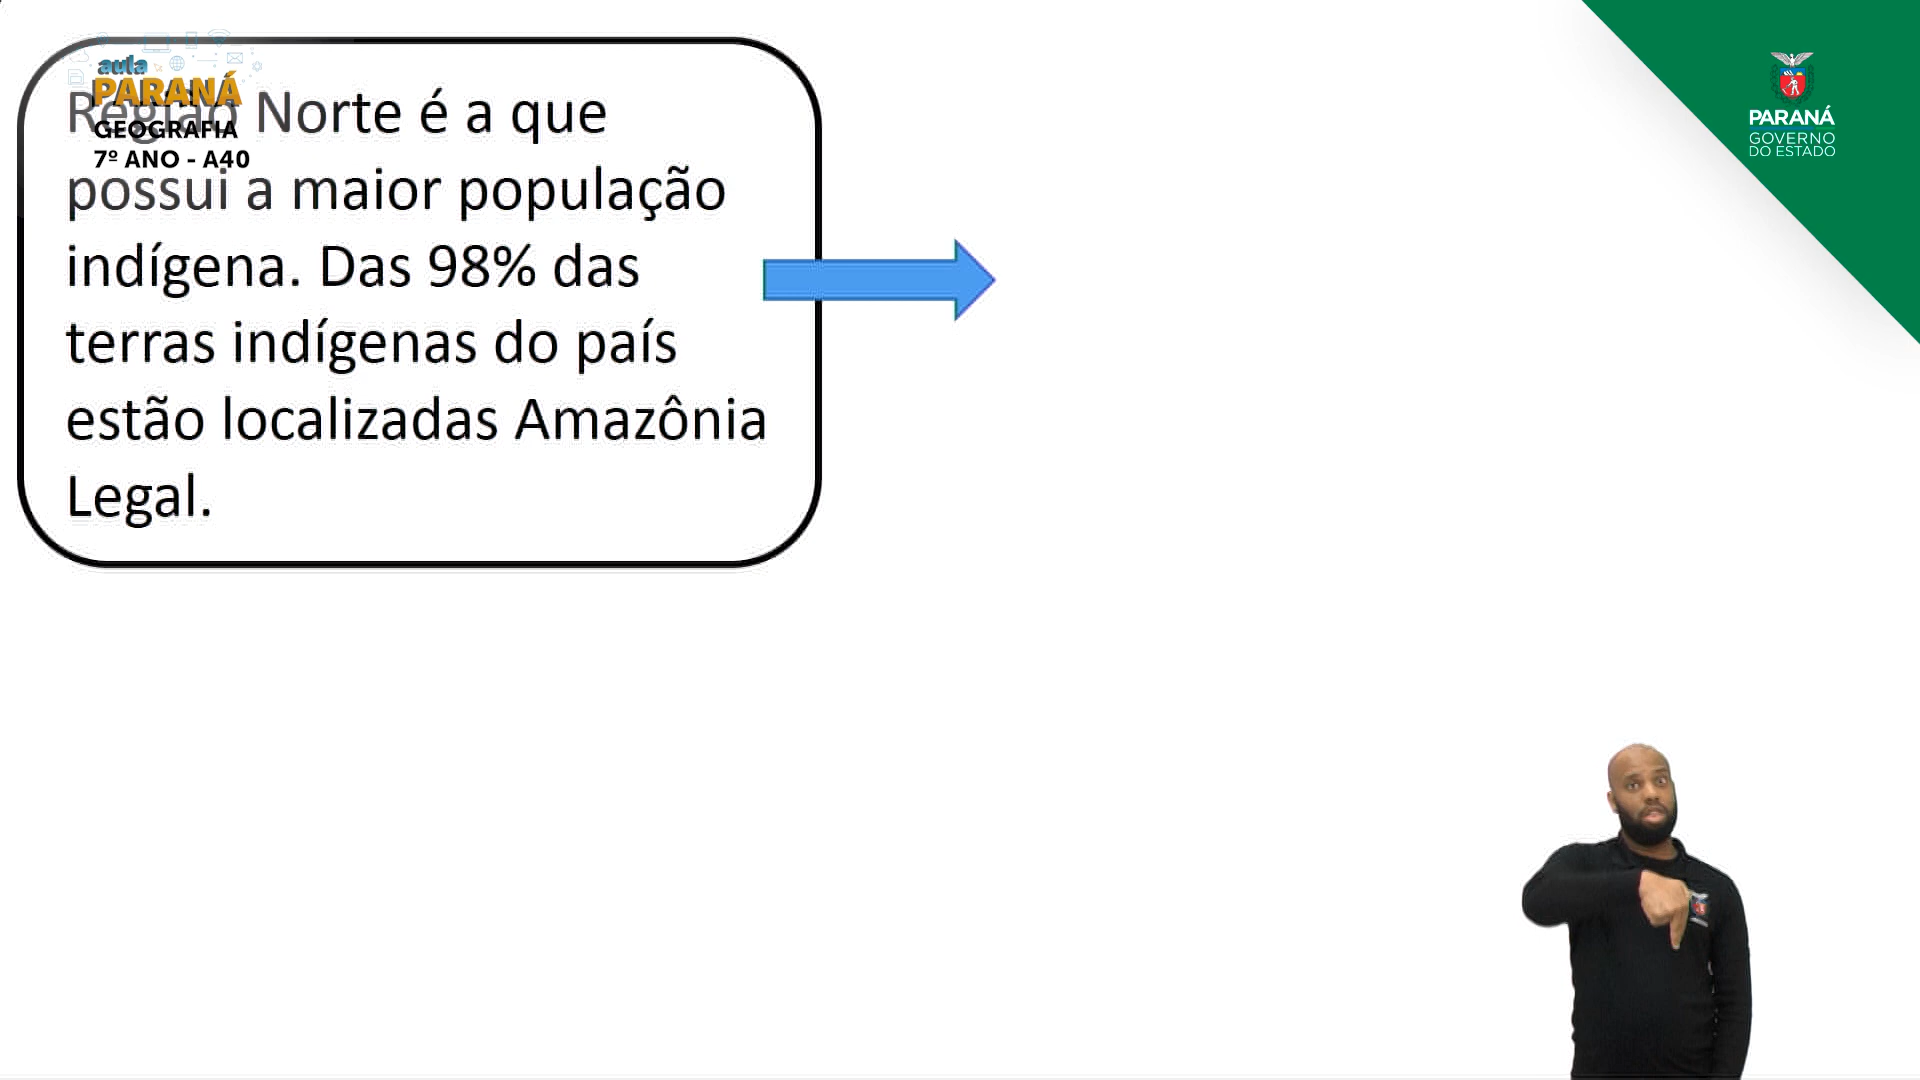 aula
PARANÁ
GEOGRAFIA
7º ANO - A40
Região Norte é a que
possui a maior população
indígena. Das 98% das
terras indígenas do país
estão localizadas Amazônia
Legal.
PARANÁ
GOVERNO
DO ESTADO